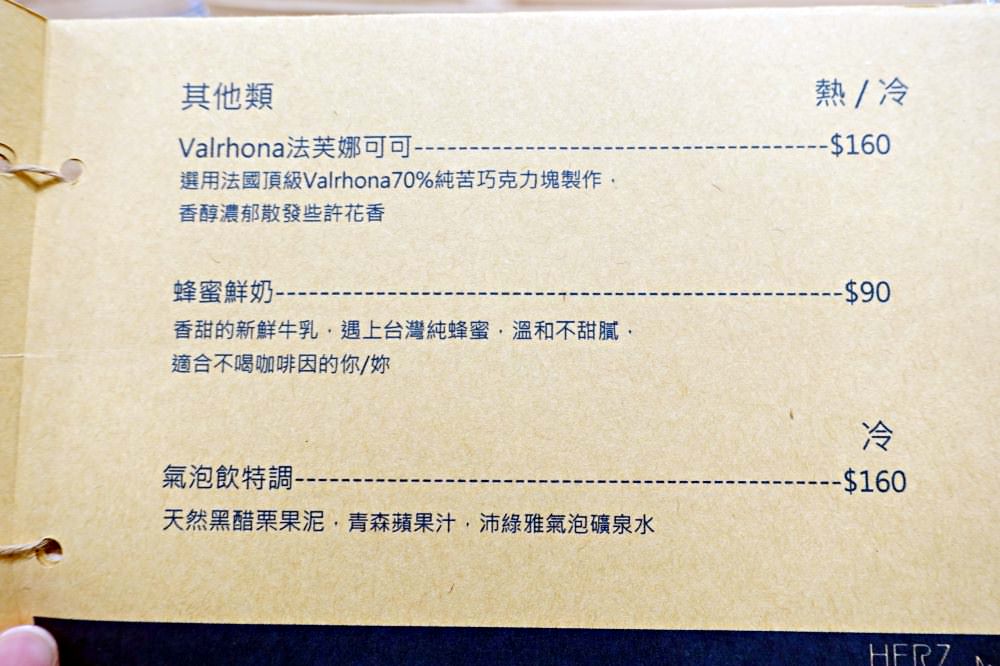 其他類 熱 / 冷
Valrhona法芙娜可可------------------------------------$160
選用法國頂級Valrhona70%純苦巧克力塊製作，
香醇濃郁散發些許花香
蜂蜜鮮奶--------------------------------------------------$90
香甜的新鮮牛乳，遇上台灣純蜂蜜，溫和不甜膩，
適合不喝咖啡因的你/妳
冷
氣泡飲特調------------------------------------------------$160
天然黑醋栗果泥，青森蘋果汁，沛綠雅氣泡礦泉水
HERZ